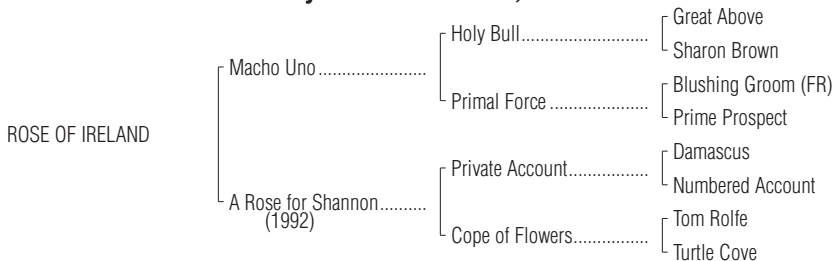 Great Above
Holy Bull
Sharon Brown
Macho Uno
Blushing Groom (FR)
Primal Force
Prime Prospect
ROSE OF IRELAND
Damascus
Private Account
Numbered Account
A Rose for Shannon
(1992)
Tom Rolfe
Cope of Flowers
Turtle Cove